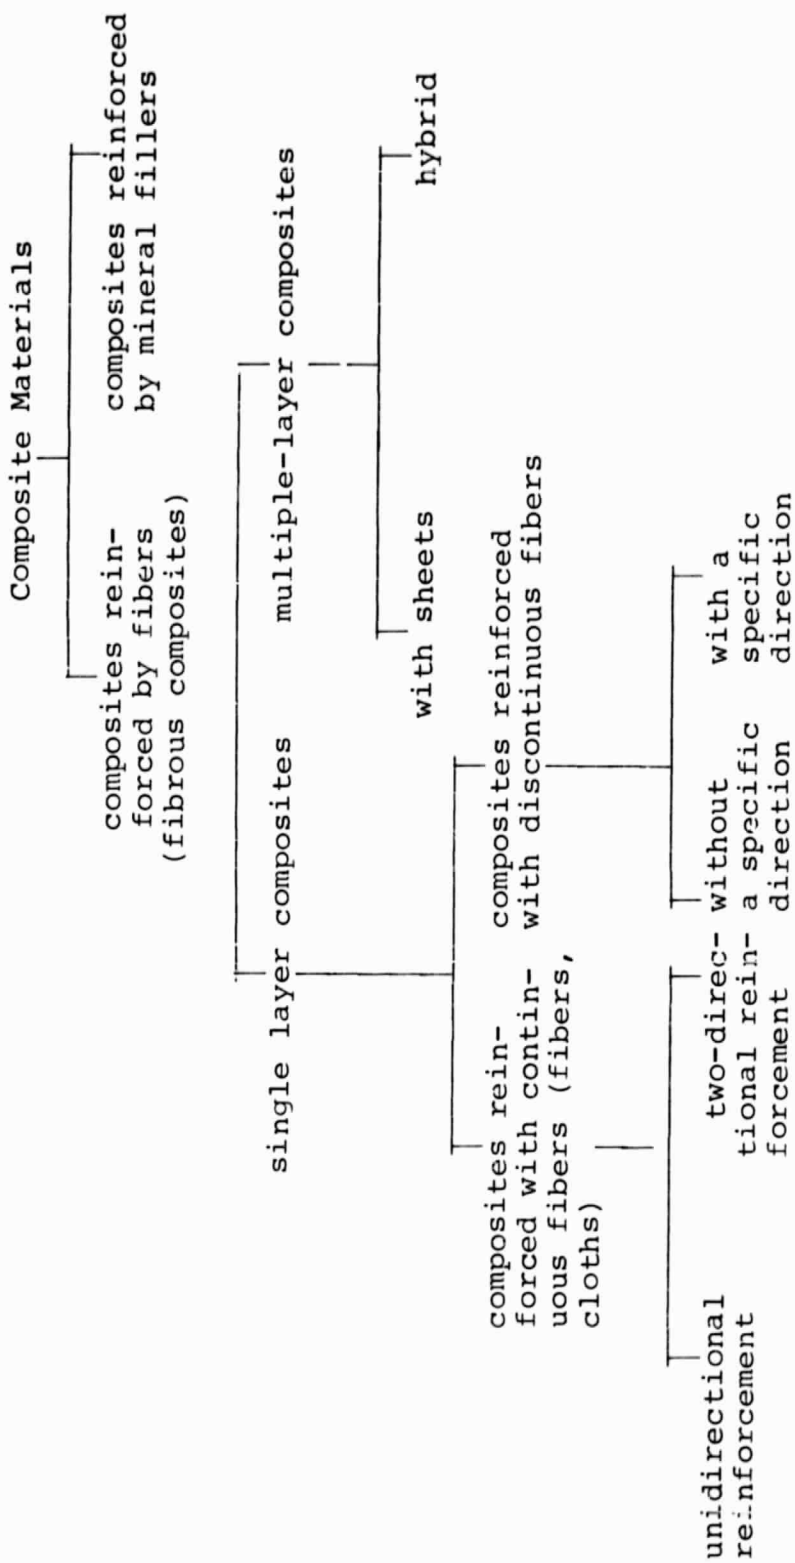 Composite Materials
composites rein-
forced by fibers
(fibrous composites)
composites reinforced
by mineral fillers
single layer composites
multiple-layer composites
with sheets
hybrid
composites rein-
forced with contin-
uous fibers (fibers,
cloths)
composites reinforced
with discontinuous fibers
unidirectional
reinforcement
two-direc-
tional rein-
forcement
without
a specific
direction
with a
specific
direction